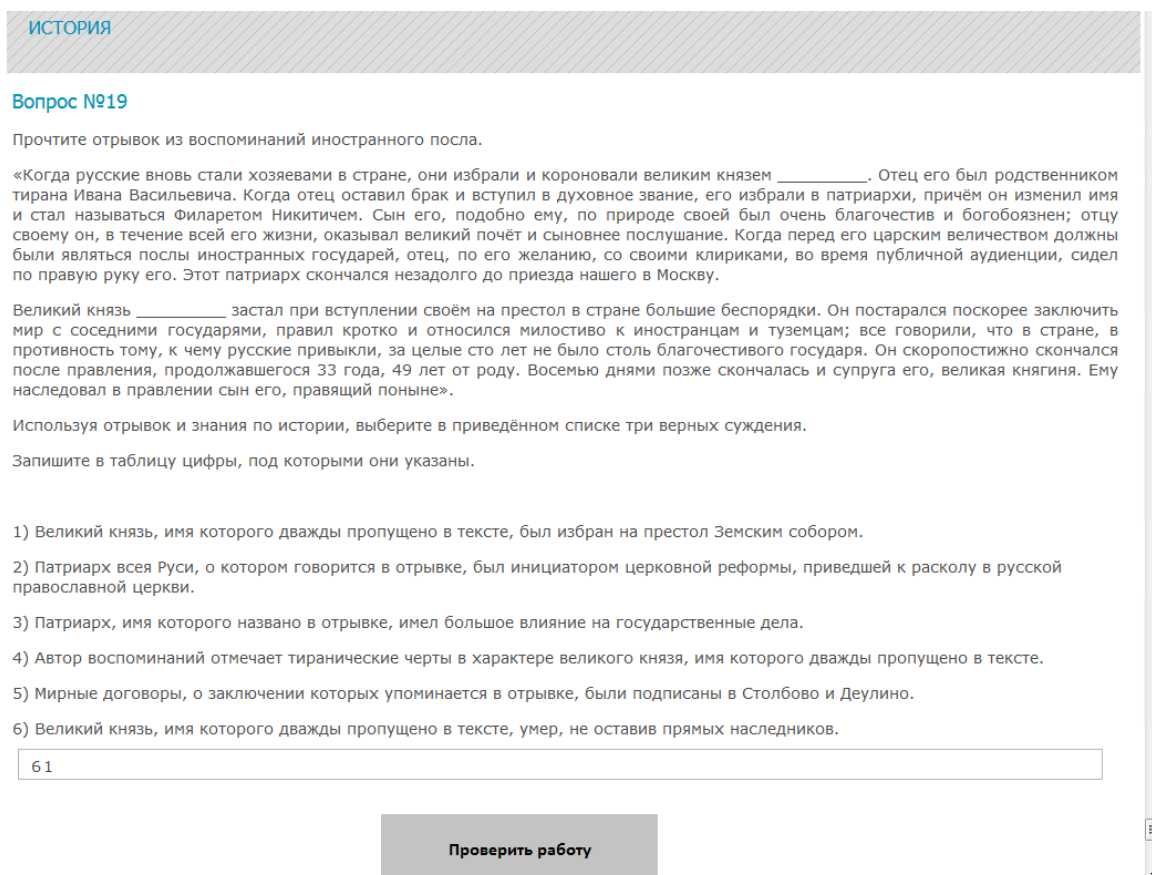 ИСТОРИЯ
Вопрос №19
Прочтите отрывок из воспоминаний иностранного посла.
«Когда русские вновь стали хозяевами в стране, они избрали и короновали великим князем __________. Отец его был родственником
тирана Ивана Васильевича. Когда отец оставил брак и вступил в духовное звание, его избрали в патриархи, причём он изменил имя
и стал называться Филаретом Никитичем. Сын его, подобно ему, по природе своей был очень благочестив и богобоязнен; отцу
своему он, в течение всей его жизни, оказывал великий почёт и сыновнее послушание. Когда перед его царским величеством должны
были являться послы иностранных государей, отец, по его желанию, со своими клириками, во время публичной аудиенции, сидел
по правую руку его. Этот патриарх скончался незадолго до приезда нашего в Москву.
Великий князь __________ застал при вступлении своём на престол в стране большие беспорядки. Он постарался поскорее заключить
мир с соседними государями, правил кротко и относился милостиво к иностранцам и туземцам; все говорили, что в стране, в
противность тому, к чему русские привыкли, за целые сто лет не было столь благочестивого государя. Он скоропостижно скончался
после правления, продолжавшегося 33 года, 49 лет от роду. Восемью днями позже скончалась и супруга его, великая княгиня. Ему
наследовал в правлении сын его, правящий поныне».
Используя отрывок и знания по истории, выберите в приведённом списке три верных суждения.
Запишите в таблицу цифры, под которыми они указаны.
1) Великий князь, имя которого дважды пропущено в тексте, был избран на престол Земским собором.
2) Патриарх всея Руси, о котором говорится в отрывке, был инициатором церковной реформы, приведшей к расколу в русской
православной церкви.
3) Патриарх, имя которого названо в отрывке, имел большое влияние на государственные дела.
4) Автор воспоминаний отмечает тиранические черты в характере великого князя, имя которого дважды пропущено в тексте.
5) Мирные договоры, о заключении которых упоминается в отрывке, были подписаны в Столбово и Деулино.
6) Великий князь, имя которого дважды пропущено в тексте, умер, не оставив прямых наследников.
61
Проверить работу